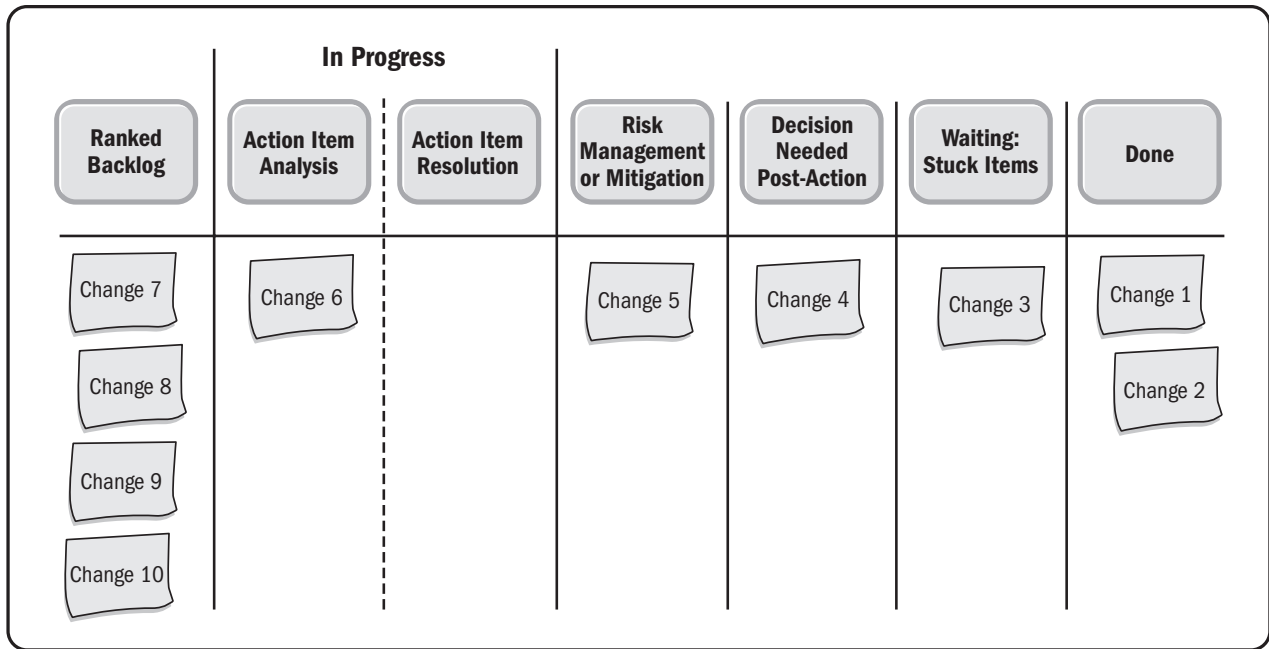 In Progress
Ranked
Backlog
Action Item
Analysis
Action Item
Resolution
Risk
Management
or Mitigation
Decision
Needed
Post-Action
Waiting:
Stuck Items
Done
Change 7
Change 8
Change 9
Change 10
Change 6
Change 5
Change 4
Change 3
Change 1
Change 2